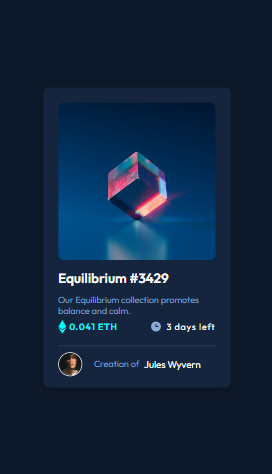 Equilibrium #3429
Our Equilibrium collection promotes
balance and calm.
0.041 ETH 3 days left
Creation of Jules Wyvern